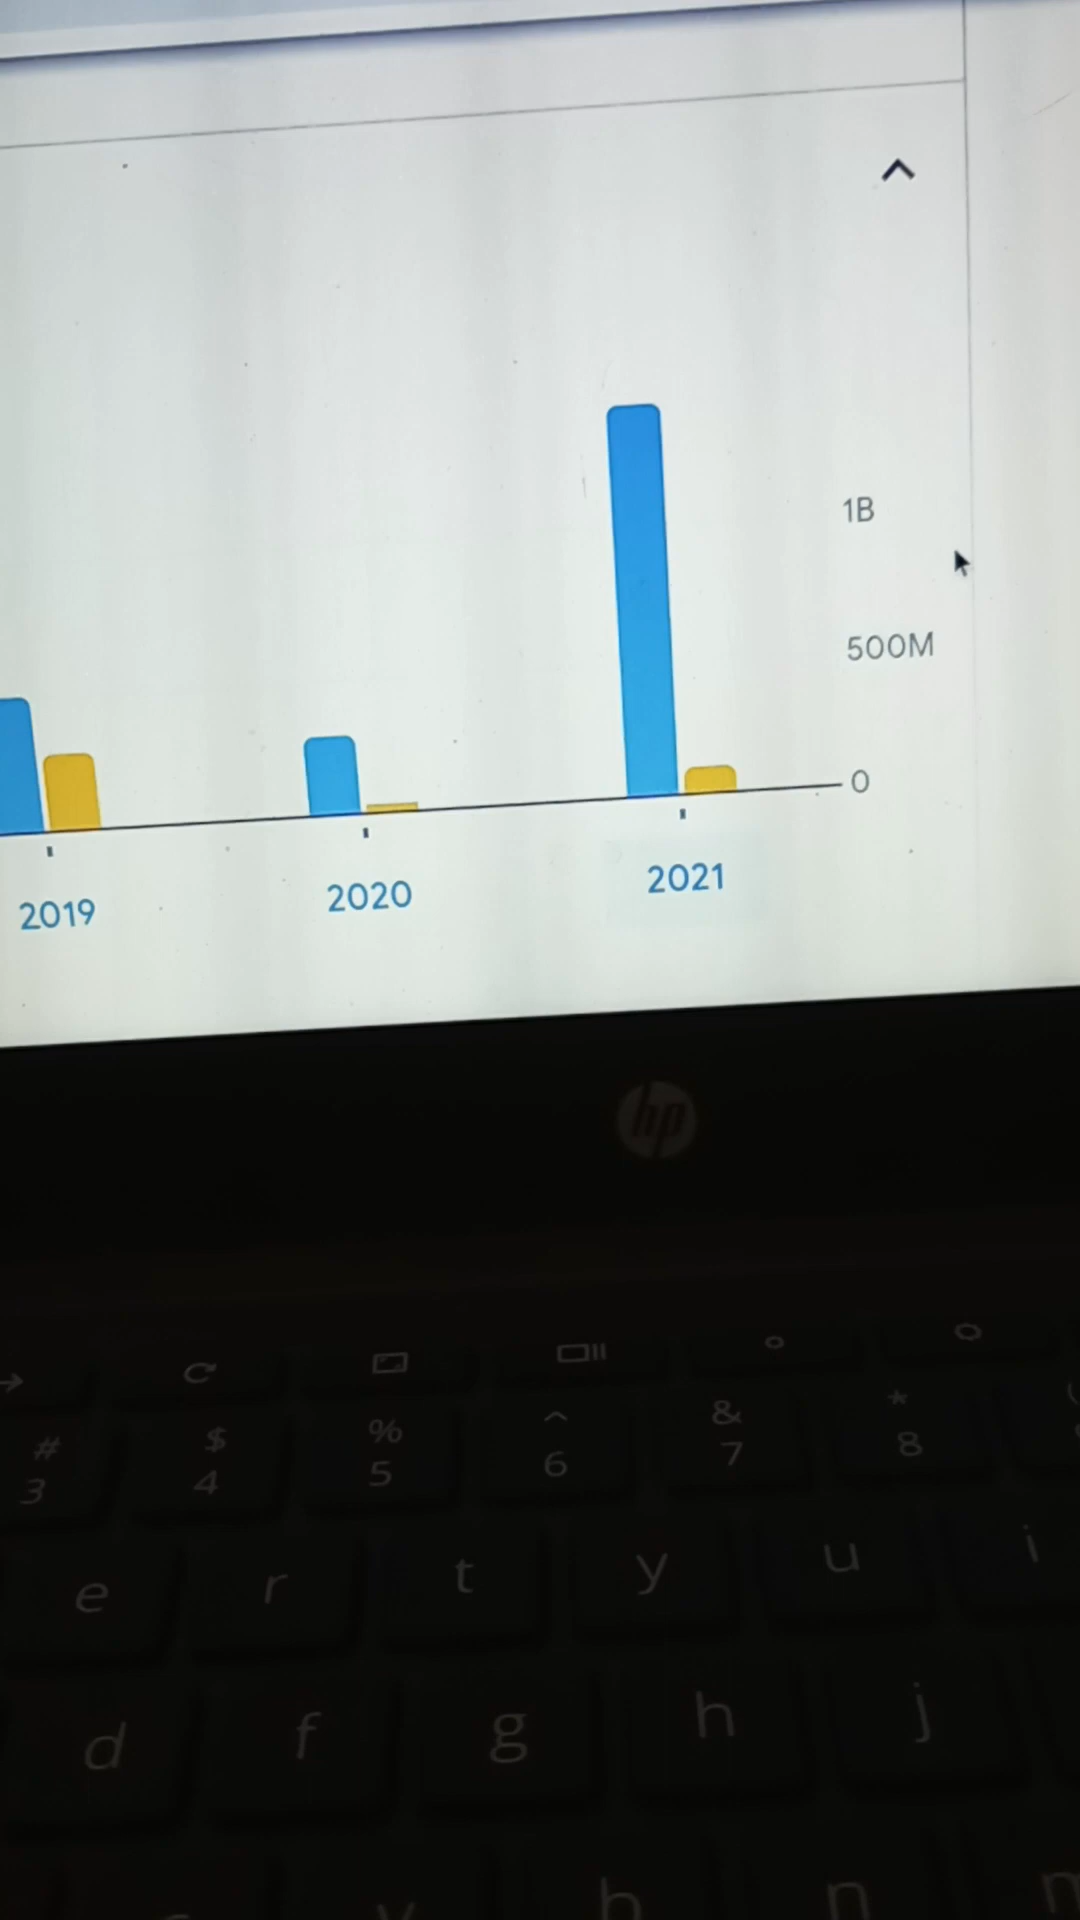 1B
500M
0
2019 2020 2021
hp
# $ % ^ & *
3 4 5 6 7 8
e r t y u i
d f g h j
v b n m